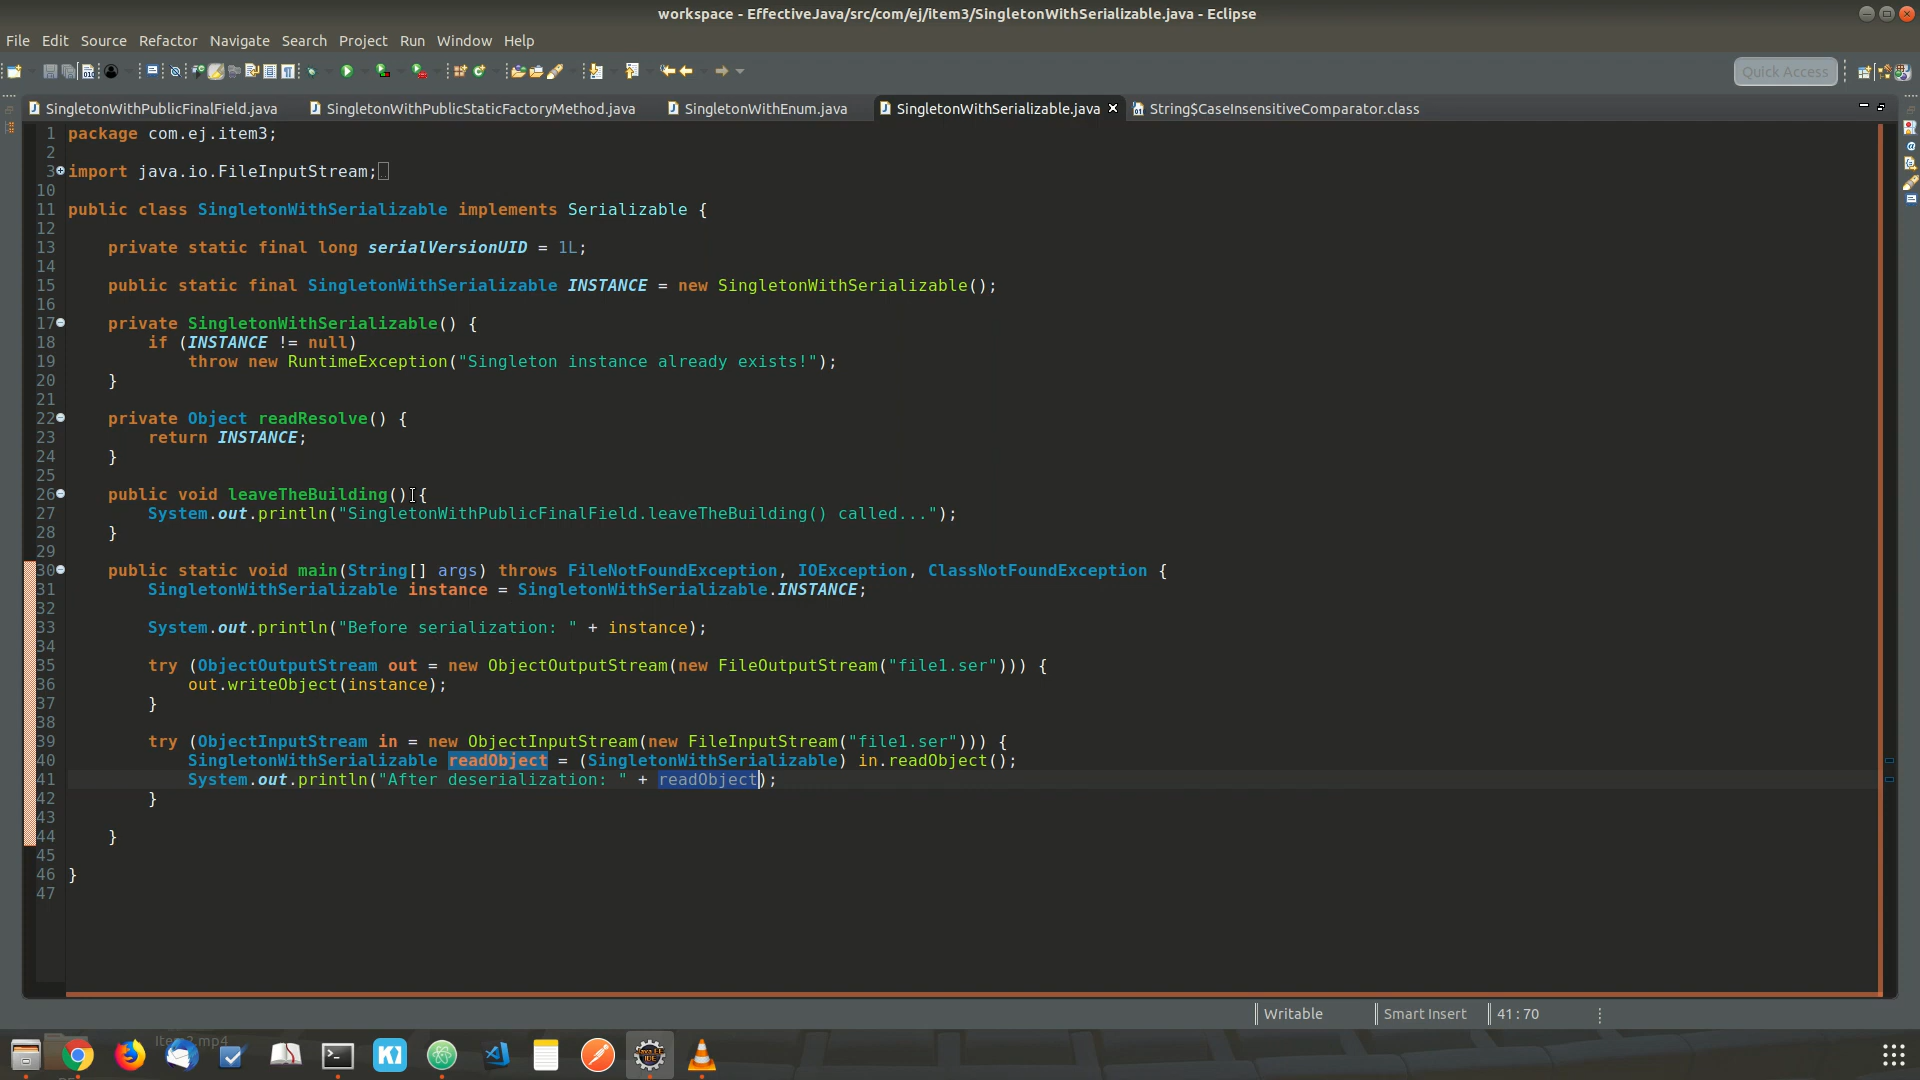 workspace - EffectiveJava/src/com/ej/item3/SingletonWithSerializable.java - Eclipse
File Edit Source Refactor Navigate Search Project Run Window Help
Quick Access
SingletonWithPublicFinalField.java SingletonWithPublicStaticFactoryMethod.java SingletonWithEnum.java SingletonWithSerializable.java String$CaseInsensitiveComparator.class
1 package com.ej.item3;
2
3 import java.io.FileInputStream;
10
11 public class SingletonWithSerializable implements Serializable {
12
13 private static final long serialVersionUID = 1L;
14
15 public static final SingletonWithSerializable INSTANCE = new SingletonWithSerializable();
16
17 private SingletonWithSerializable() {
18 if (INSTANCE != null)
19 throw new RuntimeException("Singleton instance already exists!");
20 }
21
22 private Object readResolve() {
23 return INSTANCE;
24 }
25
26 public void leaveTheBuilding() {
27 System.out.println("SingletonWithPublicFinalField.leaveTheBuilding() called...");
28 }
29
30 public static void main(String[] args) throws FileNotFoundException, IOException, ClassNotFoundException {
31 SingletonWithSerializable instance = SingletonWithSerializable.INSTANCE;
32
33 System.out.println("Before serialization: " + instance);
34
35 try (ObjectOutputStream out = new ObjectOutputStream(new FileOutputStream("file1.ser"))) {
36 out.writeObject(instance);
37 }
38
39 try (ObjectInputStream in = new ObjectInputStream(new FileInputStream("file1.ser"))) {
40 SingletonWithSerializable readObject = (SingletonWithSerializable) in.readObject();
41 System.out.println("After deserialization: " + readObject);
42 }
43
44 }
45
46 }
47
Writable Smart Insert 41 : 70